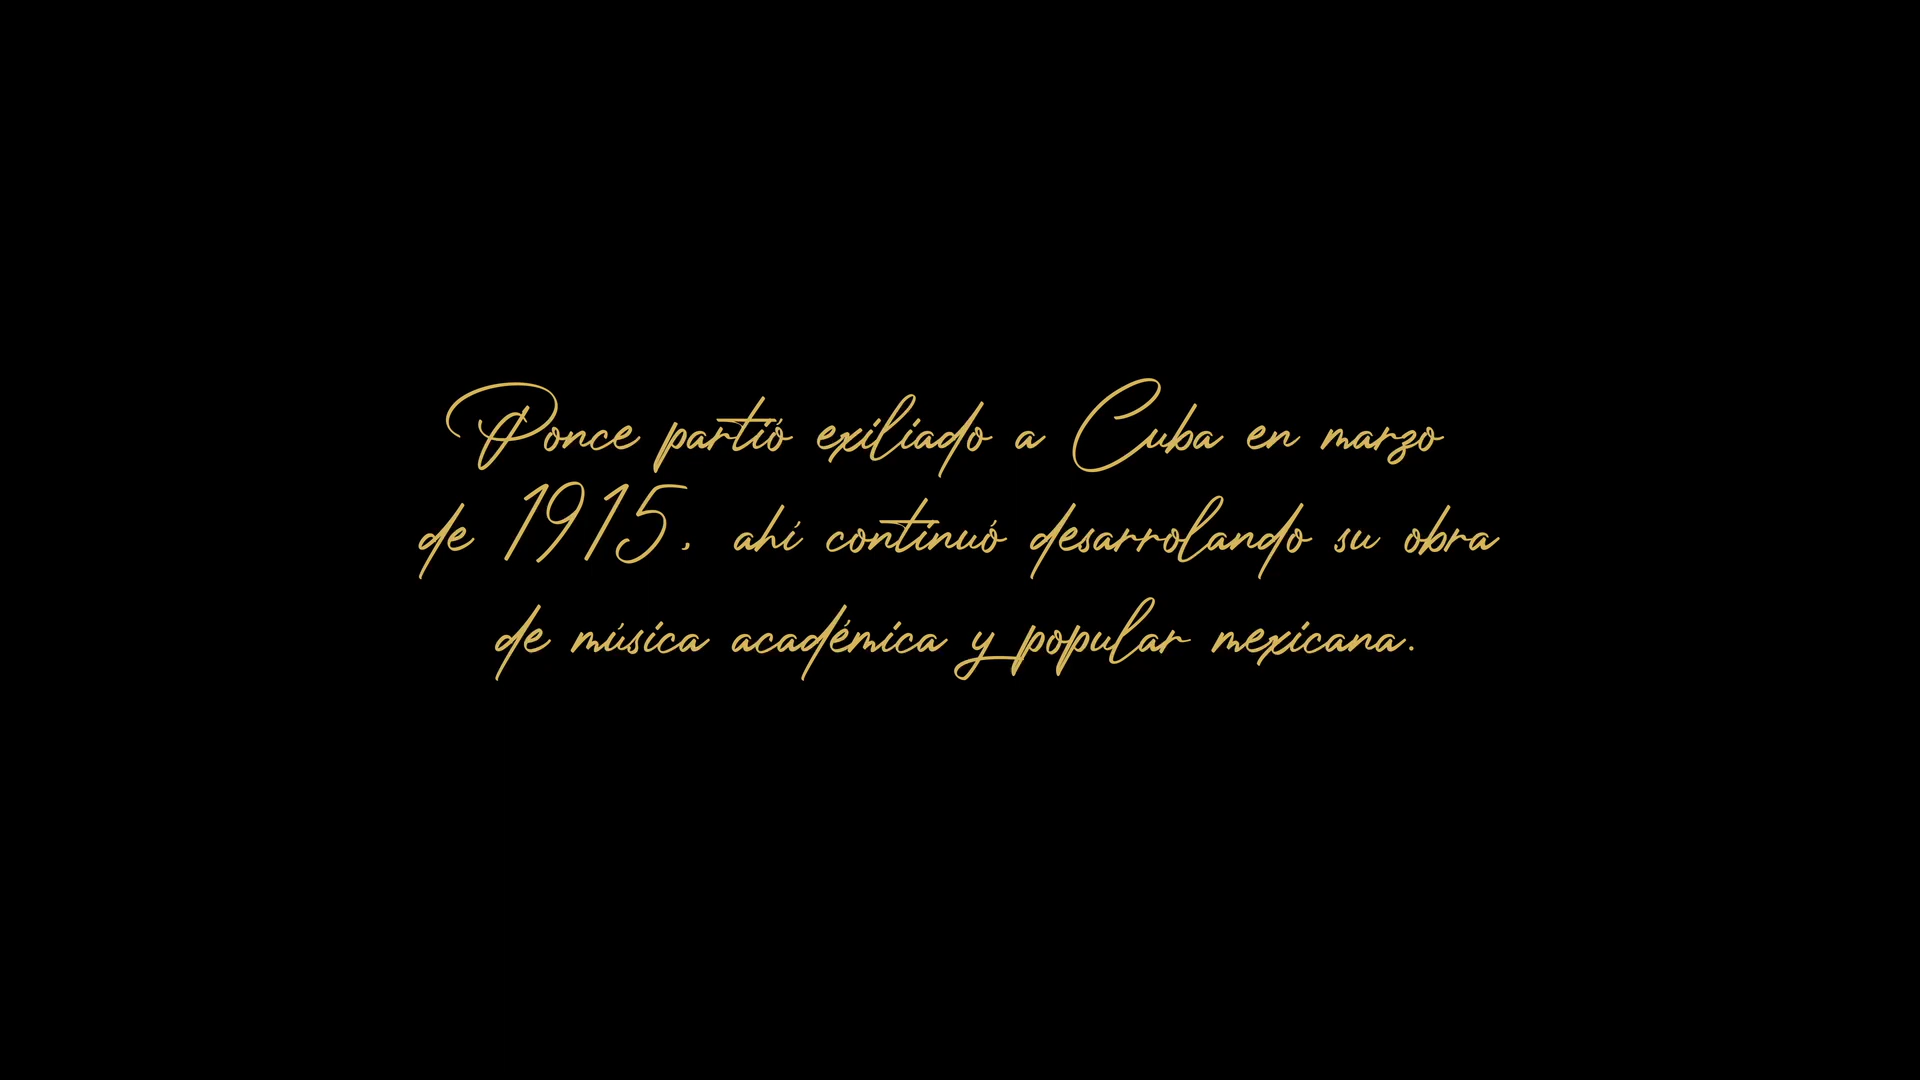 Ponce partió exiliado a Cuba en marzo
de 1915, ahí continuó desarrolando su obra
de música académica y popular mexicana.